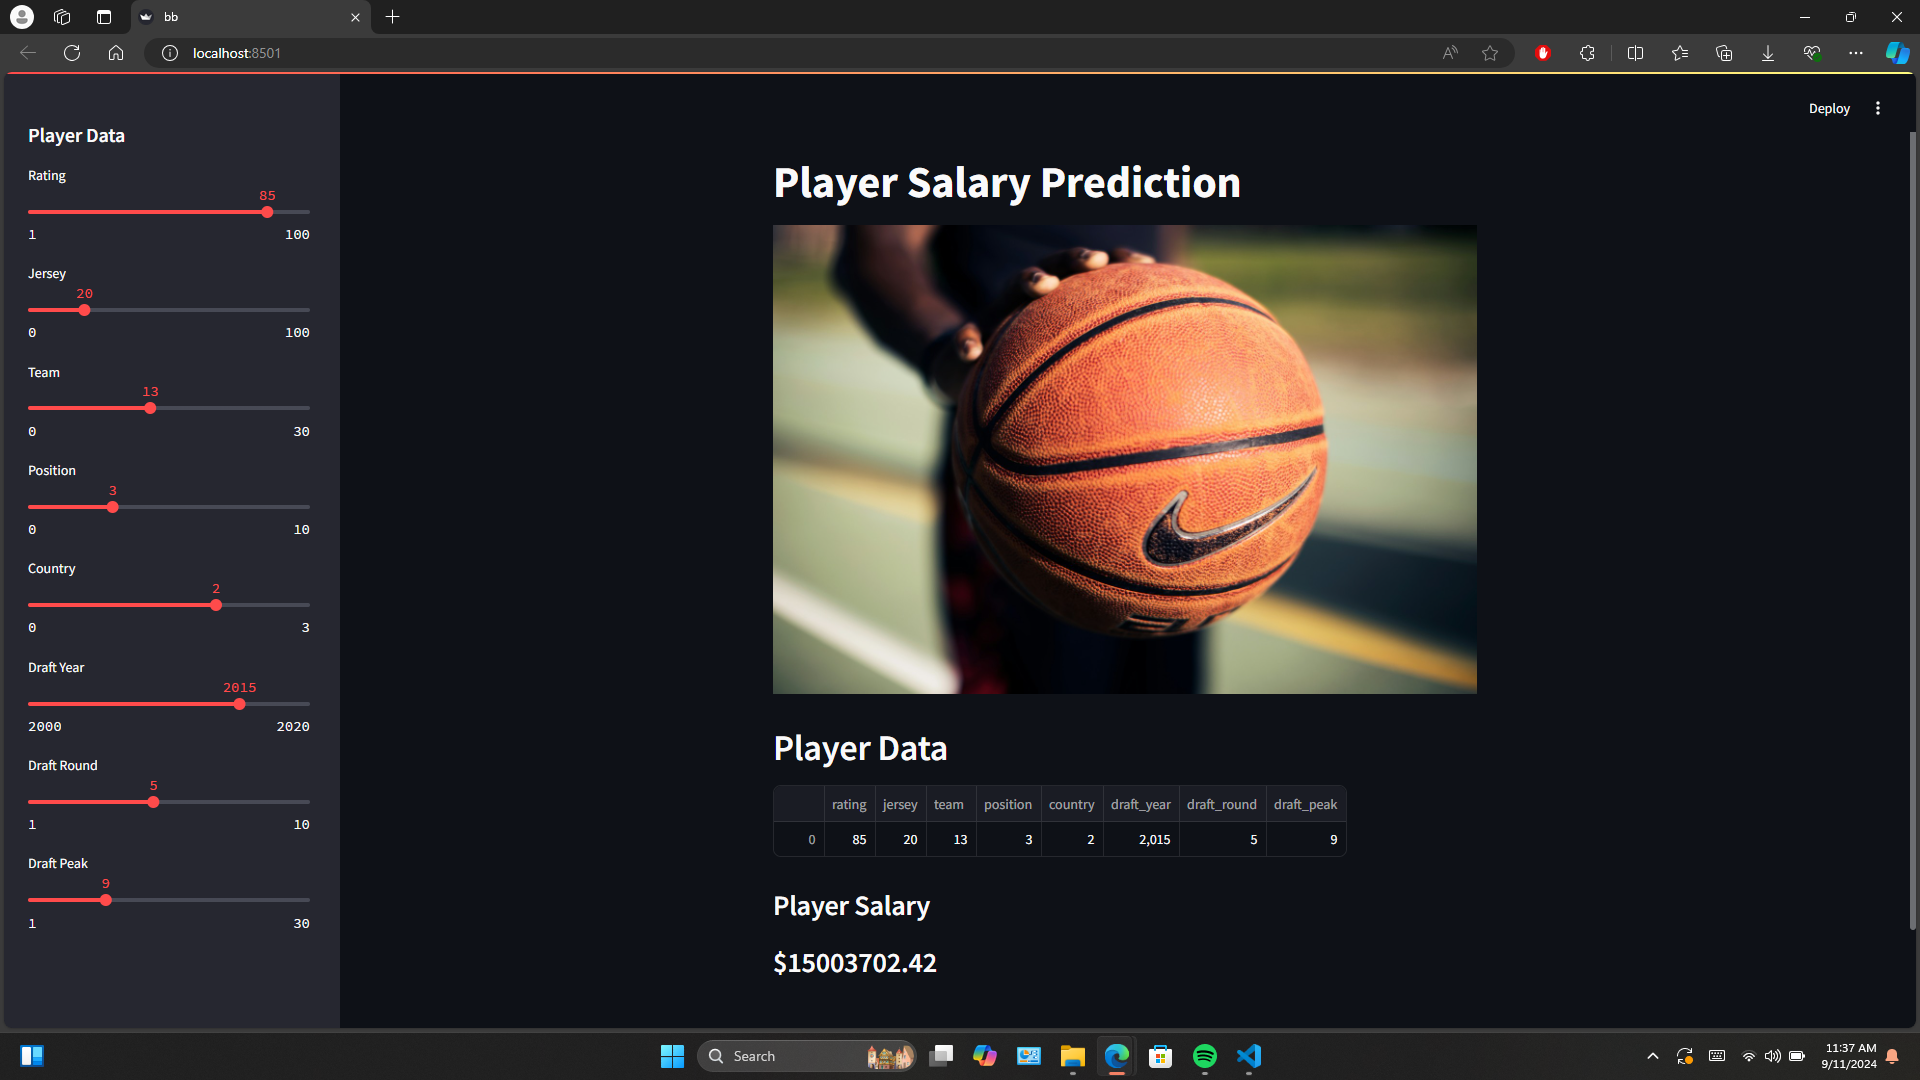 bb
localhost:8501
Deploy
Player Data
Rating
85
1 100
Jersey
20
0 100
Team
13
0 30
Position
3
0 10
Country
2
0 3
Draft Year
2015
2000 2020
Draft Round
5
1 10
Draft Peak
9
1 30
Player Salary Prediction
Player Data
rating jersey team position country draft_year draft_round draft_peak
0 85 20 13 3 2 2,015 5 9
Player Salary
$15003702.42
Search
11:37 AM
9/11/2024